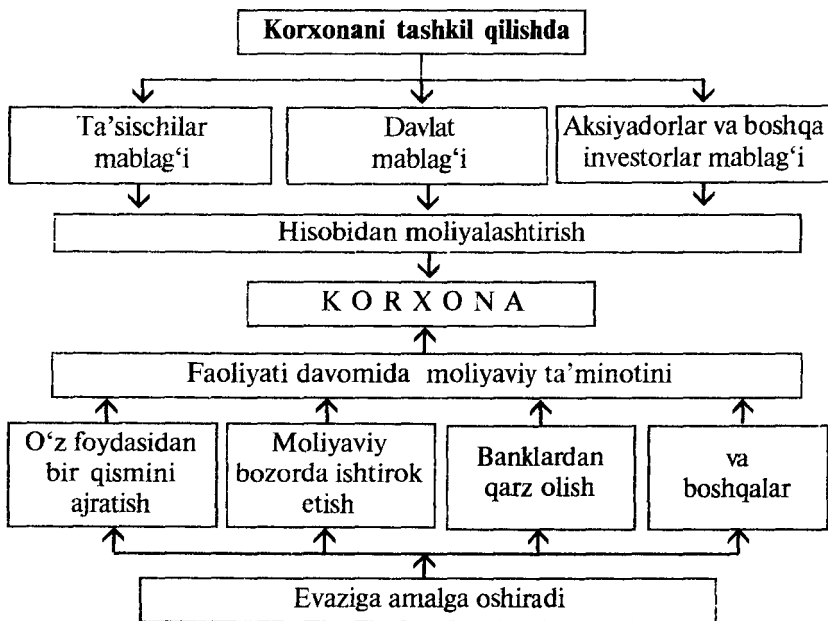 Korxonani tashkil qilishda
Ta’sischilar
mablag‘i
Davlat
mablag‘i
Aksiyadorlar va boshqa
investorlar mablag‘i
Hisobidan moliyalashtirish
K O R X O N A
Faoliyati davomida moliyaviy ta’minotini
O‘z foydasidan
bir qismini
ajratish
Moliyaviy
bozorda ishtirok
etish
Banklardan
qarz olish
va
boshqalar
Evaziga amalga oshiradi